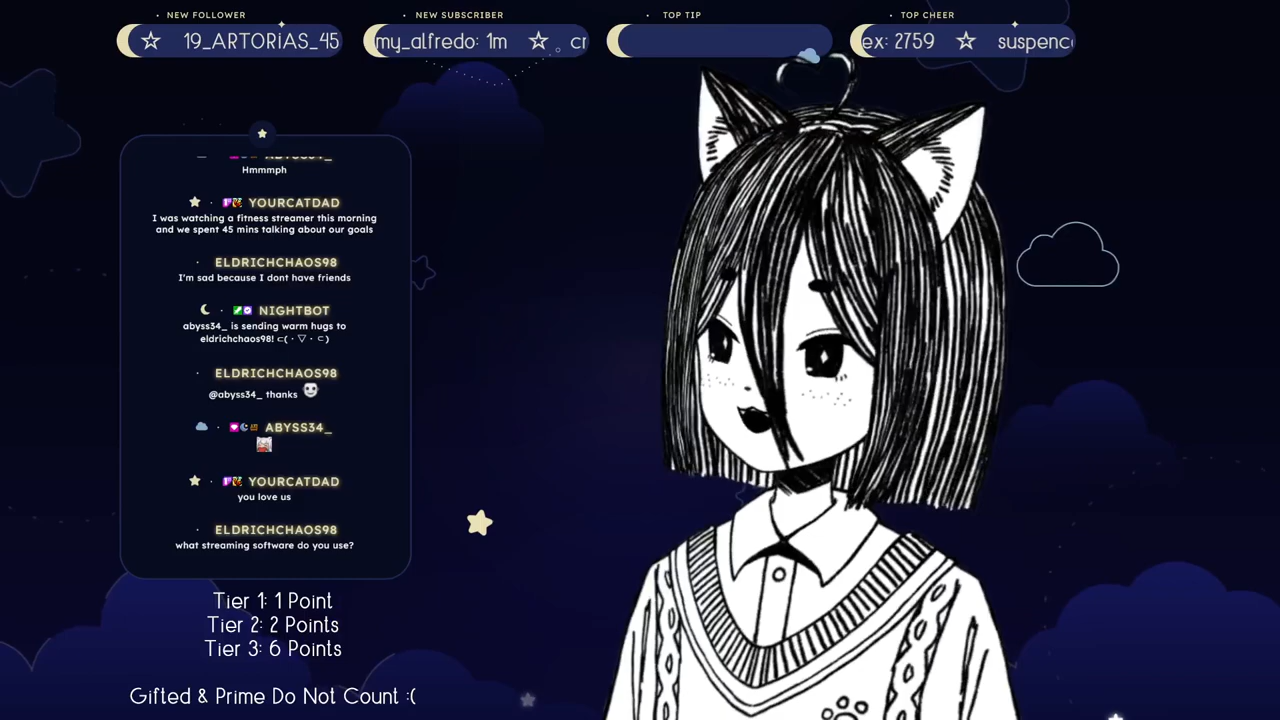 NEW FOLLOWER
19_ARTORIAS_45
NEW SUBSCRIBER
my_alfredo: 1m
TOP TIP
TOP CHEER
ex: 2759
suspenc
Hmmmph
YOURCATDAD
I was watching a fitness streamer this morning
and we spent 45 mins talking about our goals
ELDRICHCHAOS98
I'm sad because I dont have friends
NIGHTBOT
abyss34_ is sending warm hugs to
eldrichchaos98! ⊂(・▽・⊂)
ELDRICHCHAOS98
@abyss34_ thanks
ABYSS34_
YOURCATDAD
you love us
ELDRICHCHAOS98
what streaming software do you use?
Tier 1: 1 Point
Tier 2: 2 Points
Tier 3: 6 Points
Gifted & Prime Do Not Count :(